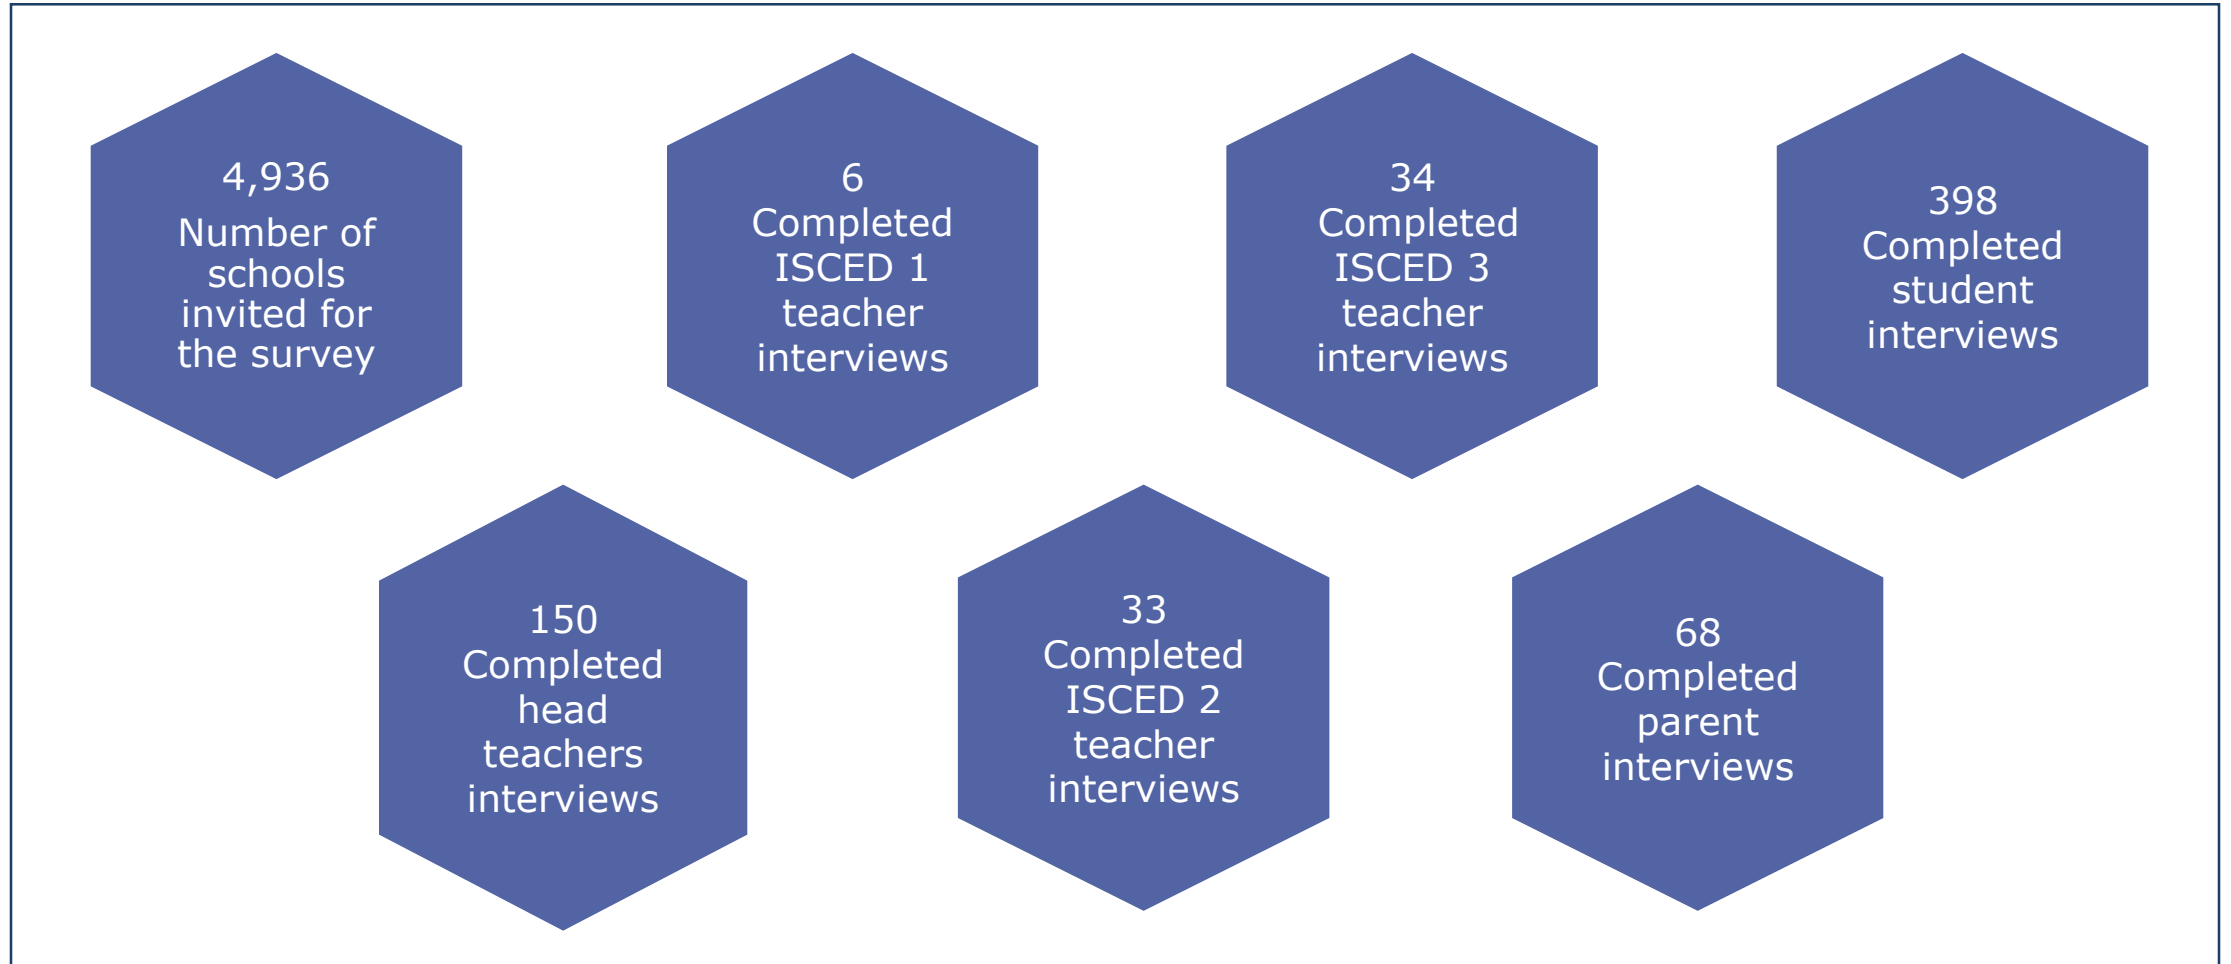 4,936
Number of
schools
invited for
the survey
6
Completed
ISCED 1
teacher
interviews
34
Completed
ISCED 3
teacher
interviews
398
Completed
student
interviews
150
Completed
head
teachers
interviews
33
Completed
ISCED 2
teacher
interviews
68
Completed
parent
interviews